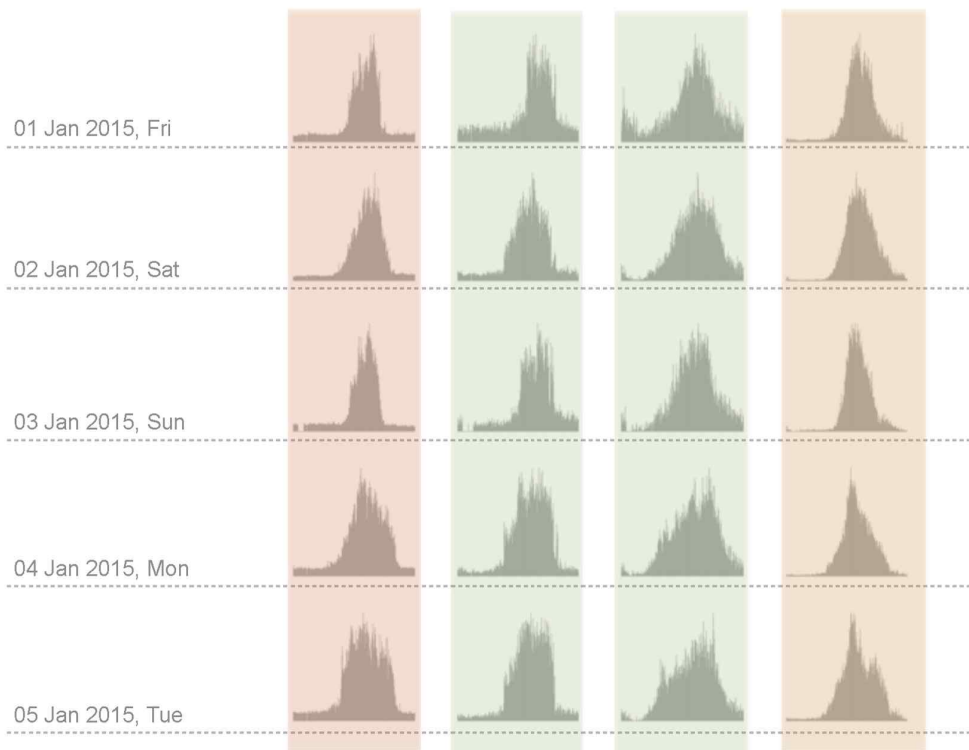 01 Jan 2015, Fri
02 Jan 2015, Sat
03 Jan 2015, Sun
04 Jan 2015, Mon
05 Jan 2015, Tue